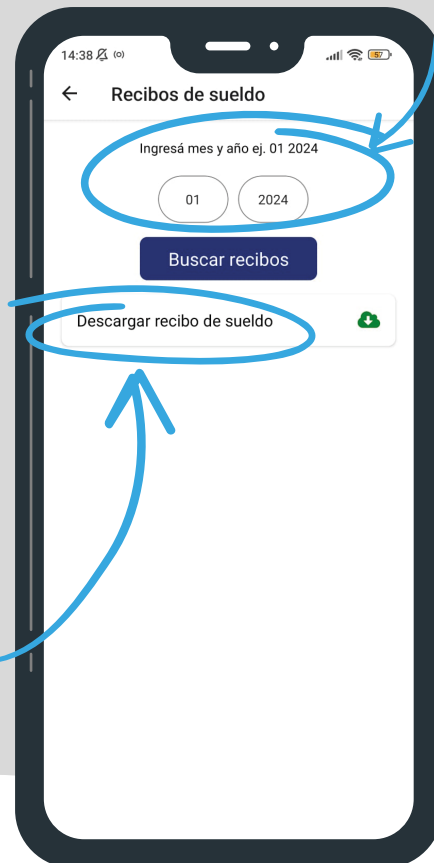 14:38
57
Recibos de sueldo
Ingresá mes y año ej. 01 2024
01 2024
Buscar recibos
Descargar recibo de sueldo